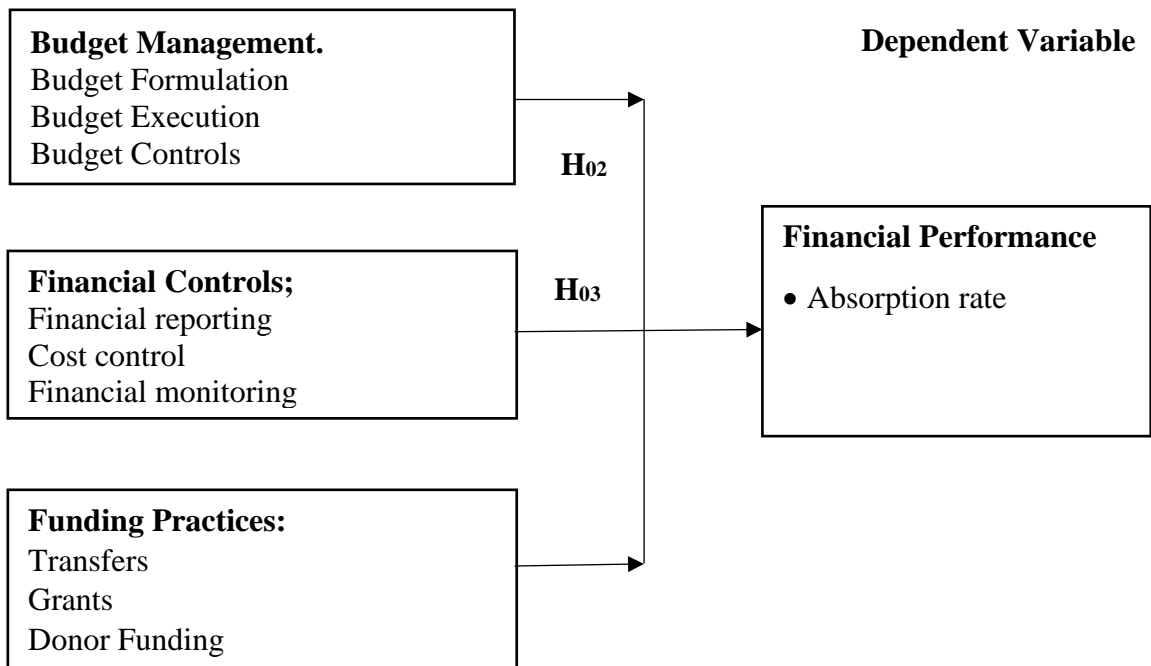 Budget Management.
Budget Formulation
Budget Execution
Budget Controls
Dependent Variable
H02
Financial Controls;
Financial reporting
Cost control
Financial monitoring
H03
Financial Performance
• Absorption rate
Funding Practices:
Transfers
Grants
Donor Funding